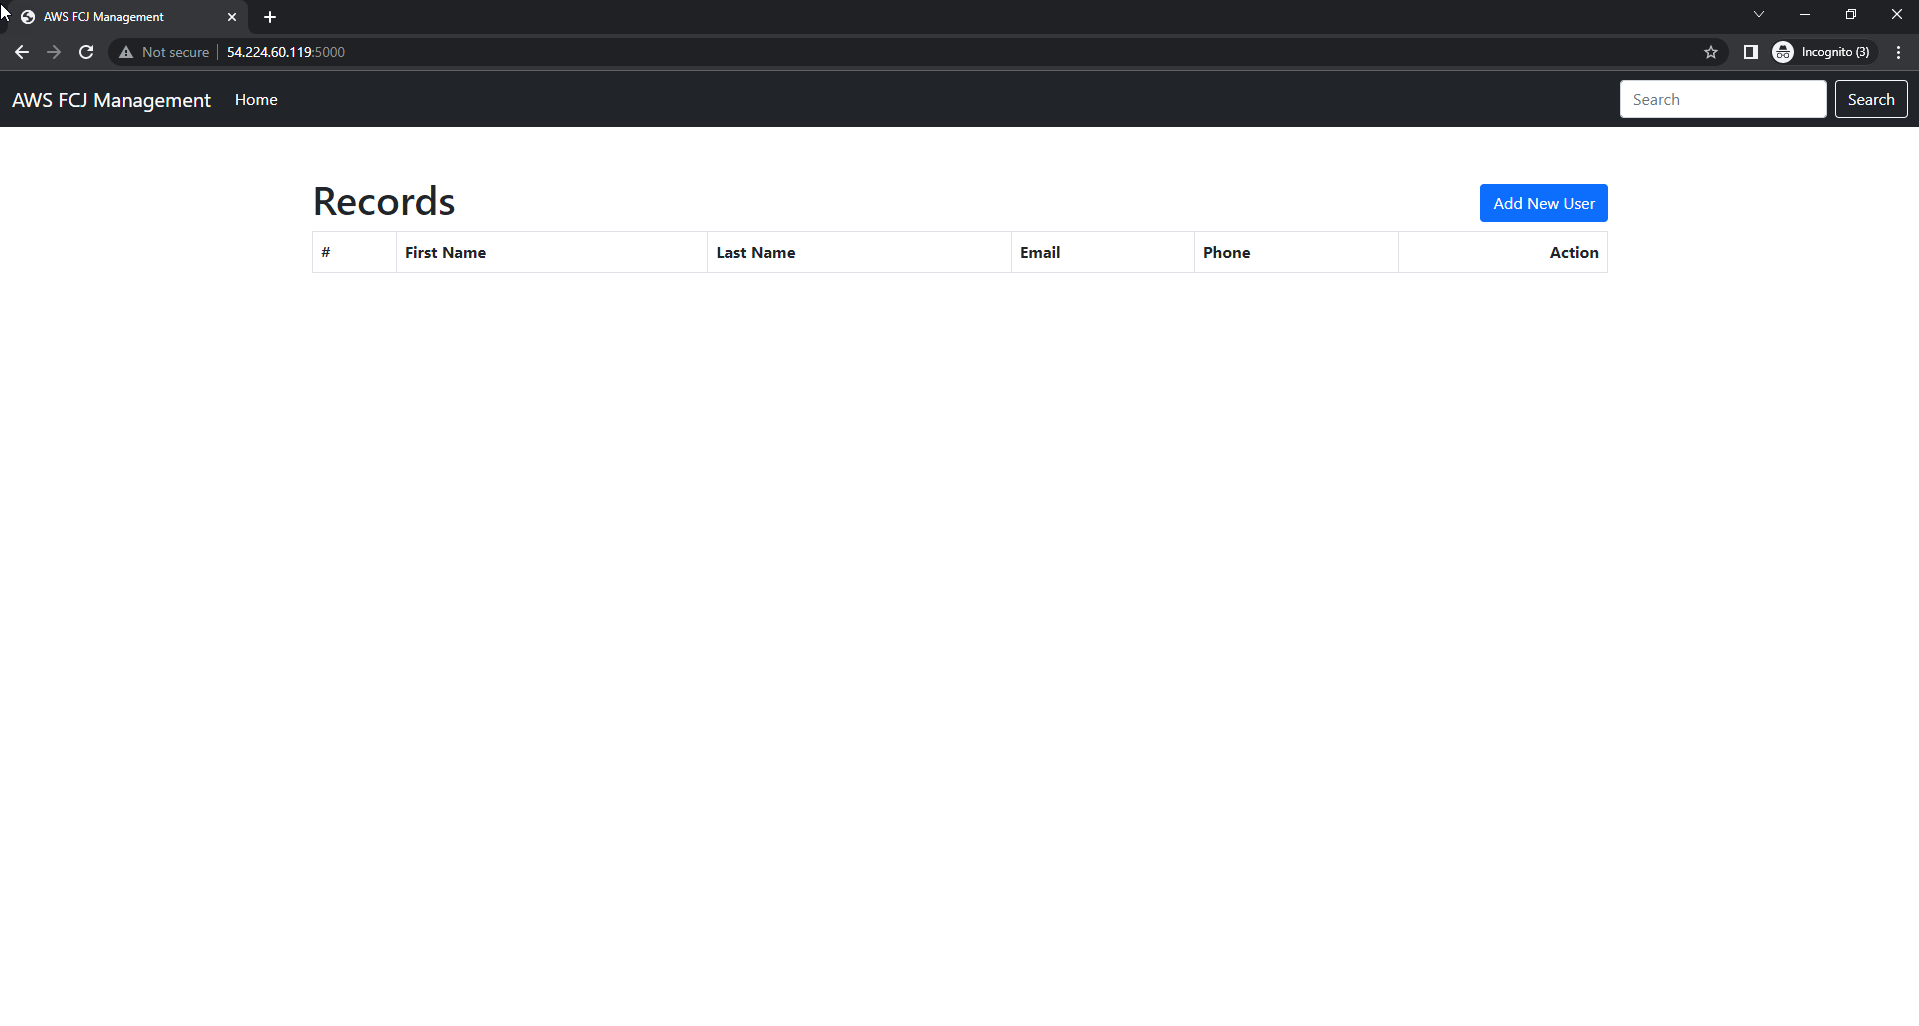 AWS FCJ Management
Not secure 54.224.60.119:5000 Incognito (3)
AWS FCJ Management Home Search Search
Records Add New User
# First Name Last Name Email Phone Action